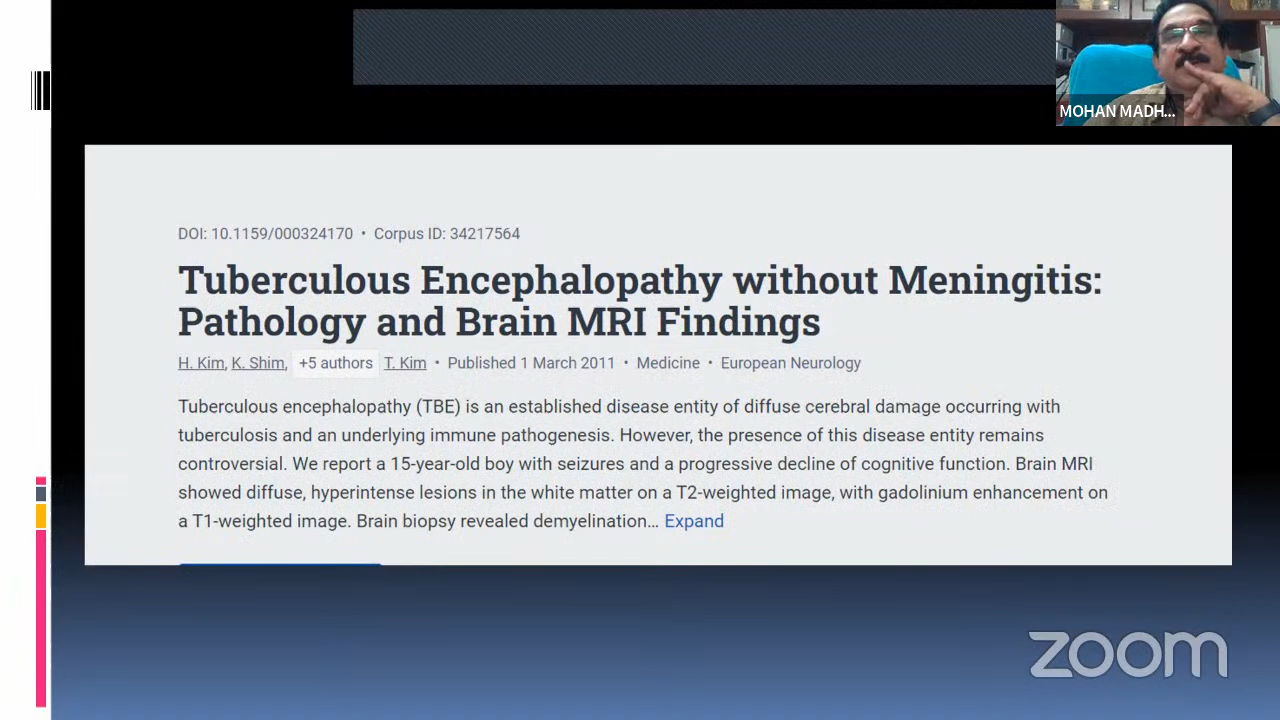 MOHAN MADH...
DOI: 10.1159/000324170 • Corpus ID: 34217564
Tuberculous Encephalopathy without Meningitis:
Pathology and Brain MRI Findings
H. Kim, K. Shim, +5 authors T. Kim • Published 1 March 2011 • Medicine • European Neurology
Tuberculous encephalopathy (TBE) is an established disease entity of diffuse cerebral damage occurring with
tuberculosis and an underlying immune pathogenesis. However, the presence of this disease entity remains
controversial. We report a 15-year-old boy with seizures and a progressive decline of cognitive function. Brain MRI
showed diffuse, hyperintense lesions in the white matter on a T2-weighted image, with gadolinium enhancement on
a T1-weighted image. Brain biopsy revealed demyelination... Expand
zoom